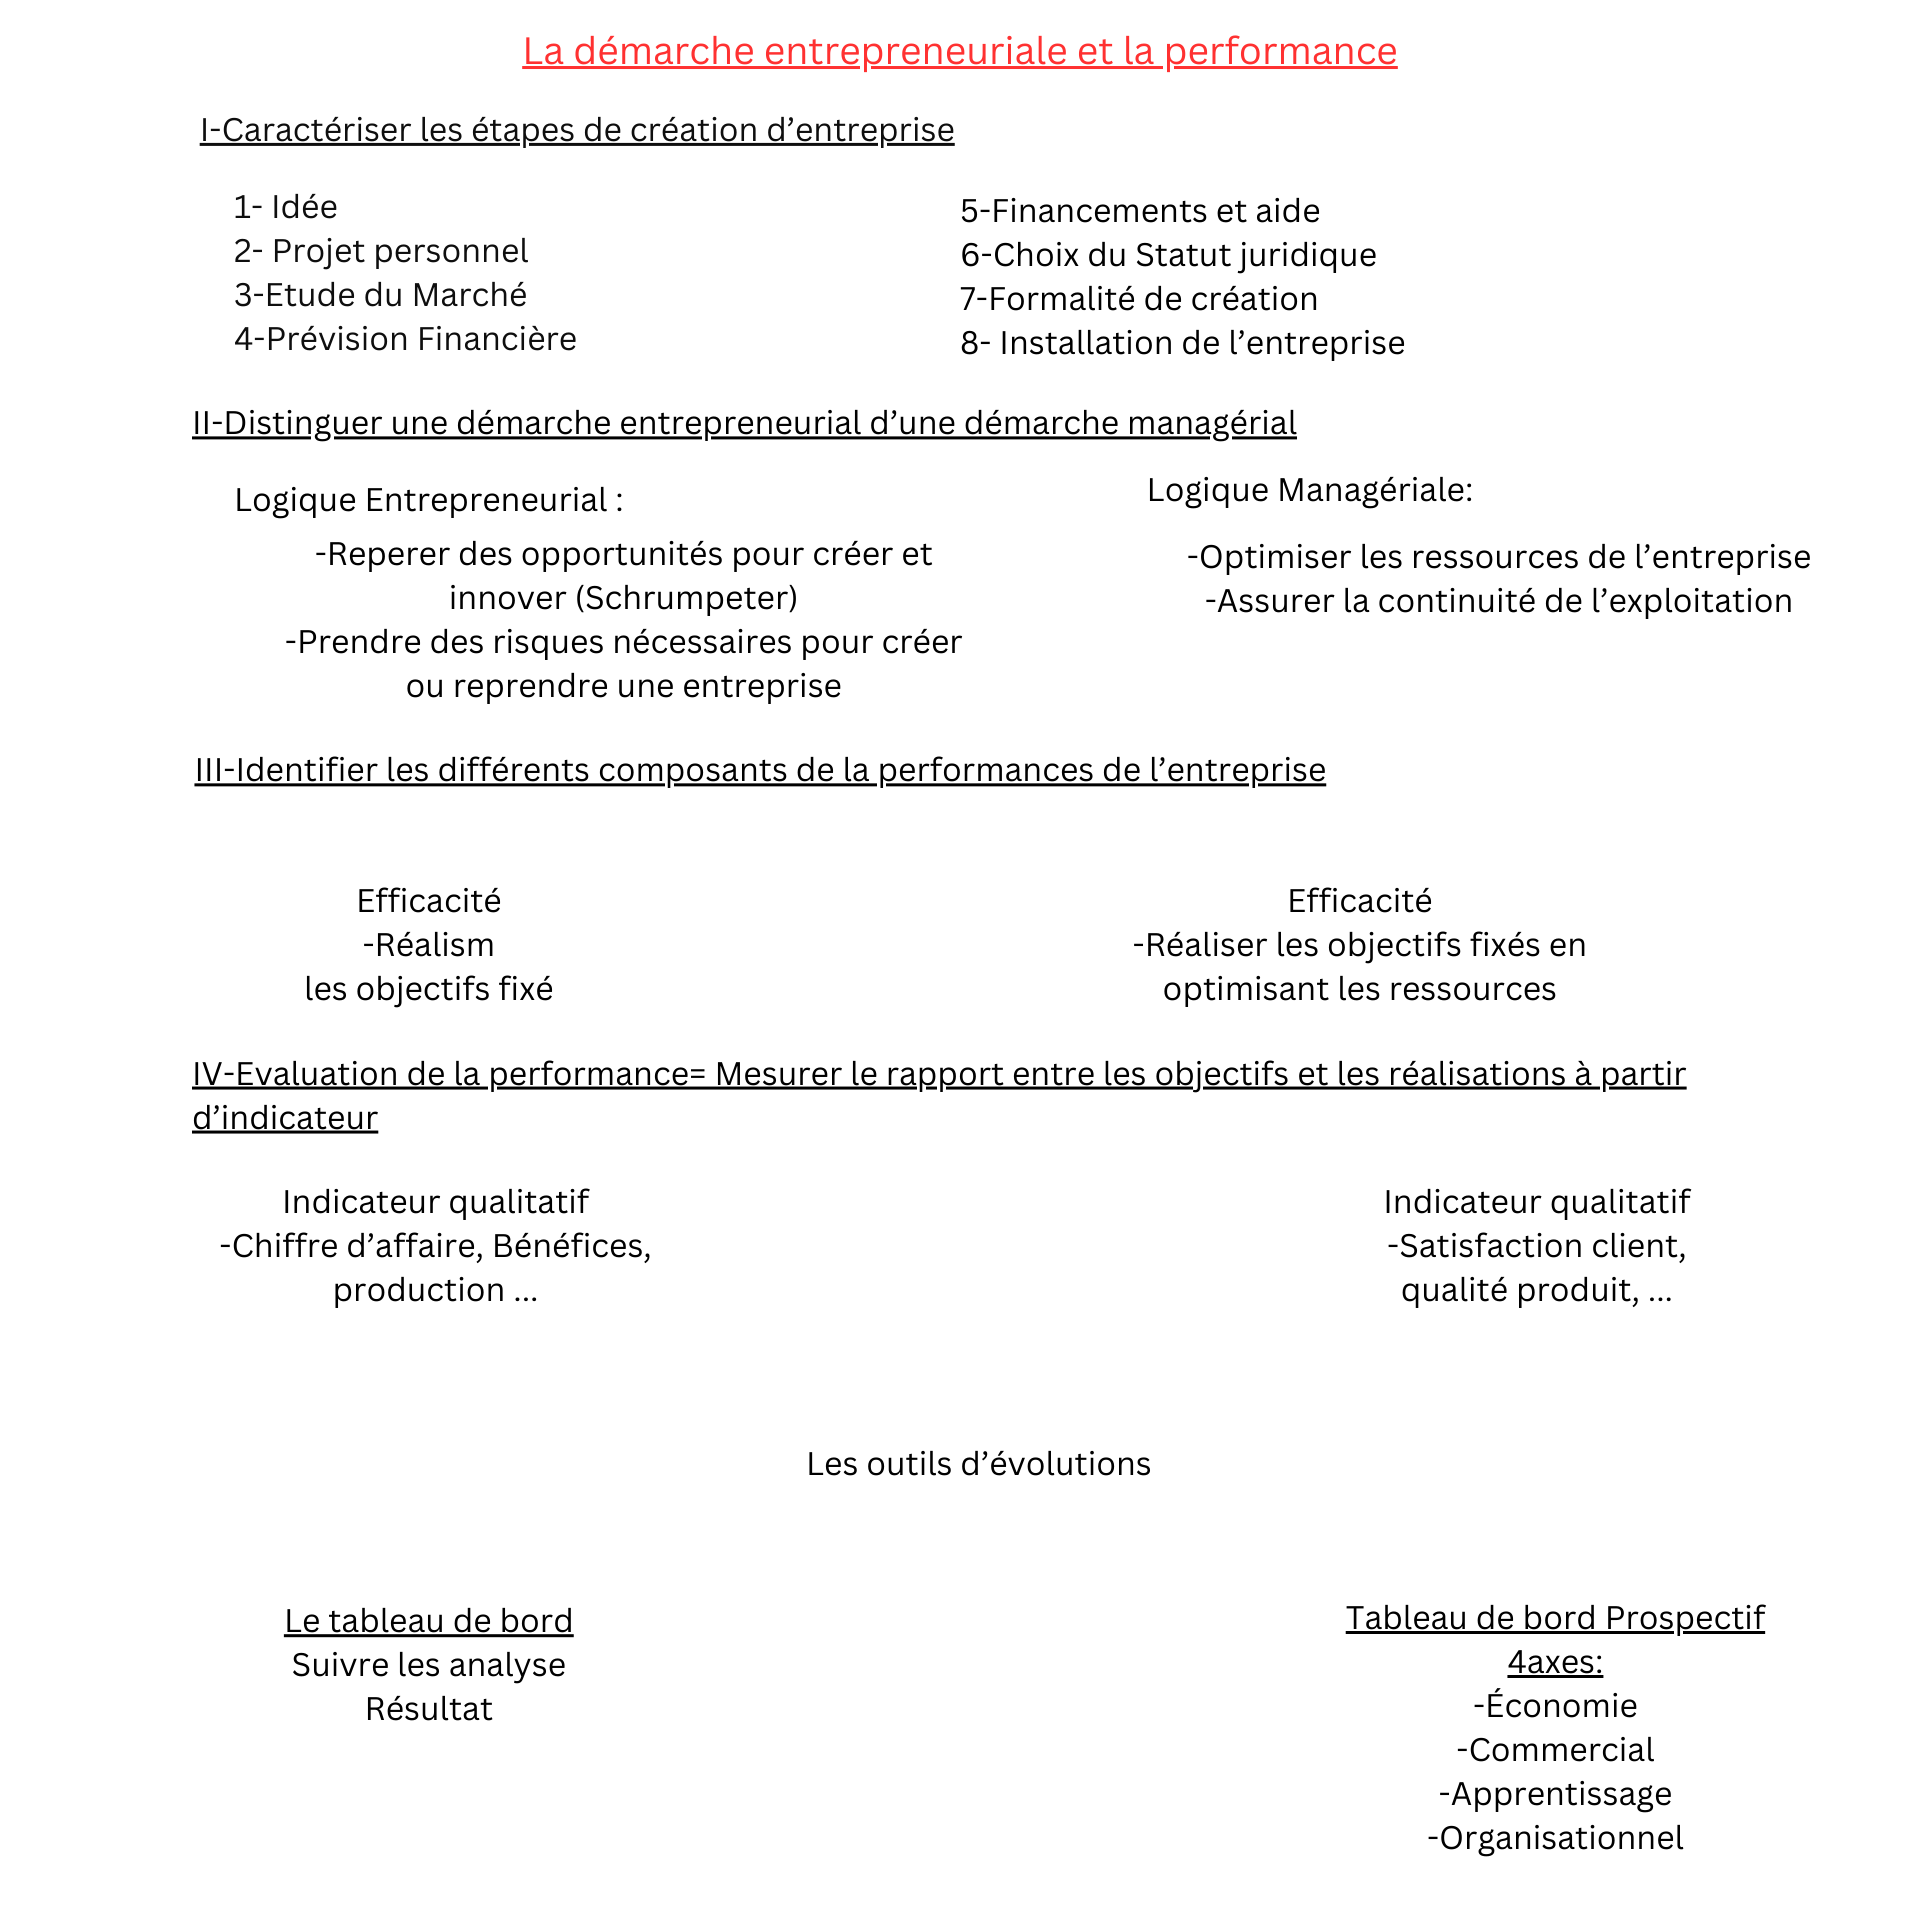 La démarche entrepreneuriale et la performance
I-Caractériser les étapes de création d’entreprise
1- Idée
2- Projet personnel
3-Etude du Marché
4-Prévision Financière
5-Financements et aide
6-Choix du Statut juridique
7-Formalité de création
8- Installation de l’entreprise
II-Distinguer une démarche entrepreneurial d’une démarche managérial
Logique Entrepreneurial :
-Reperer des opportunités pour créer et
innover (Schrumpeter)
-Prendre des risques nécessaires pour créer
ou reprendre une entreprise
Logique Managériale:
-Optimiser les ressources de l’entreprise
-Assurer la continuité de l’exploitation
III-Identifier les différents composants de la performances de l’entreprise
Efficacité
-Réalism
les objectifs fixé
Efficacité
-Réaliser les objectifs fixés en
optimisant les ressources
IV-Evaluation de la performance= Mesurer le rapport entre les objectifs et les réalisations à partir
d’indicateur
Indicateur qualitatif
-Chiffre d’affaire, Bénéfices,
production ...
Indicateur qualitatif
-Satisfaction client,
qualité produit, ...
Les outils d’évolutions
Le tableau de bord
Suivre les analyse
Résultat
Tableau de bord Prospectif
4axes:
-Économie
-Commercial
-Apprentissage
-Organisationnel